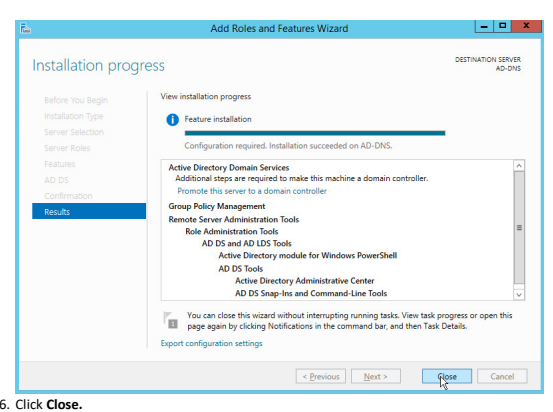 Add Roles and Features Wizard
Installation progress
DESTINATION SERVER
AD-DNS
Before You Begin
Installation Type
Server Selection
Server Roles
Features
AD DS
Confirmation
Results
View installation progress
Feature installation
Configuration required. Installation succeeded on AD-DNS.
Active Directory Domain Services
Additional steps are required to make this machine a domain controller.
Promote this server to a domain controller
Group Policy Management
Remote Server Administration Tools
Role Administration Tools
AD DS and AD LDS Tools
Active Directory module for Windows PowerShell
AD DS Tools
Active Directory Administrative Center
AD DS Snap-Ins and Command-Line Tools
You can close this wizard without interrupting running tasks. View task progress or open this
page again by clicking Notifications in the command bar, and then Task Details.
Export configuration settings
< Previous Next > Close Cancel
6. Click Close.